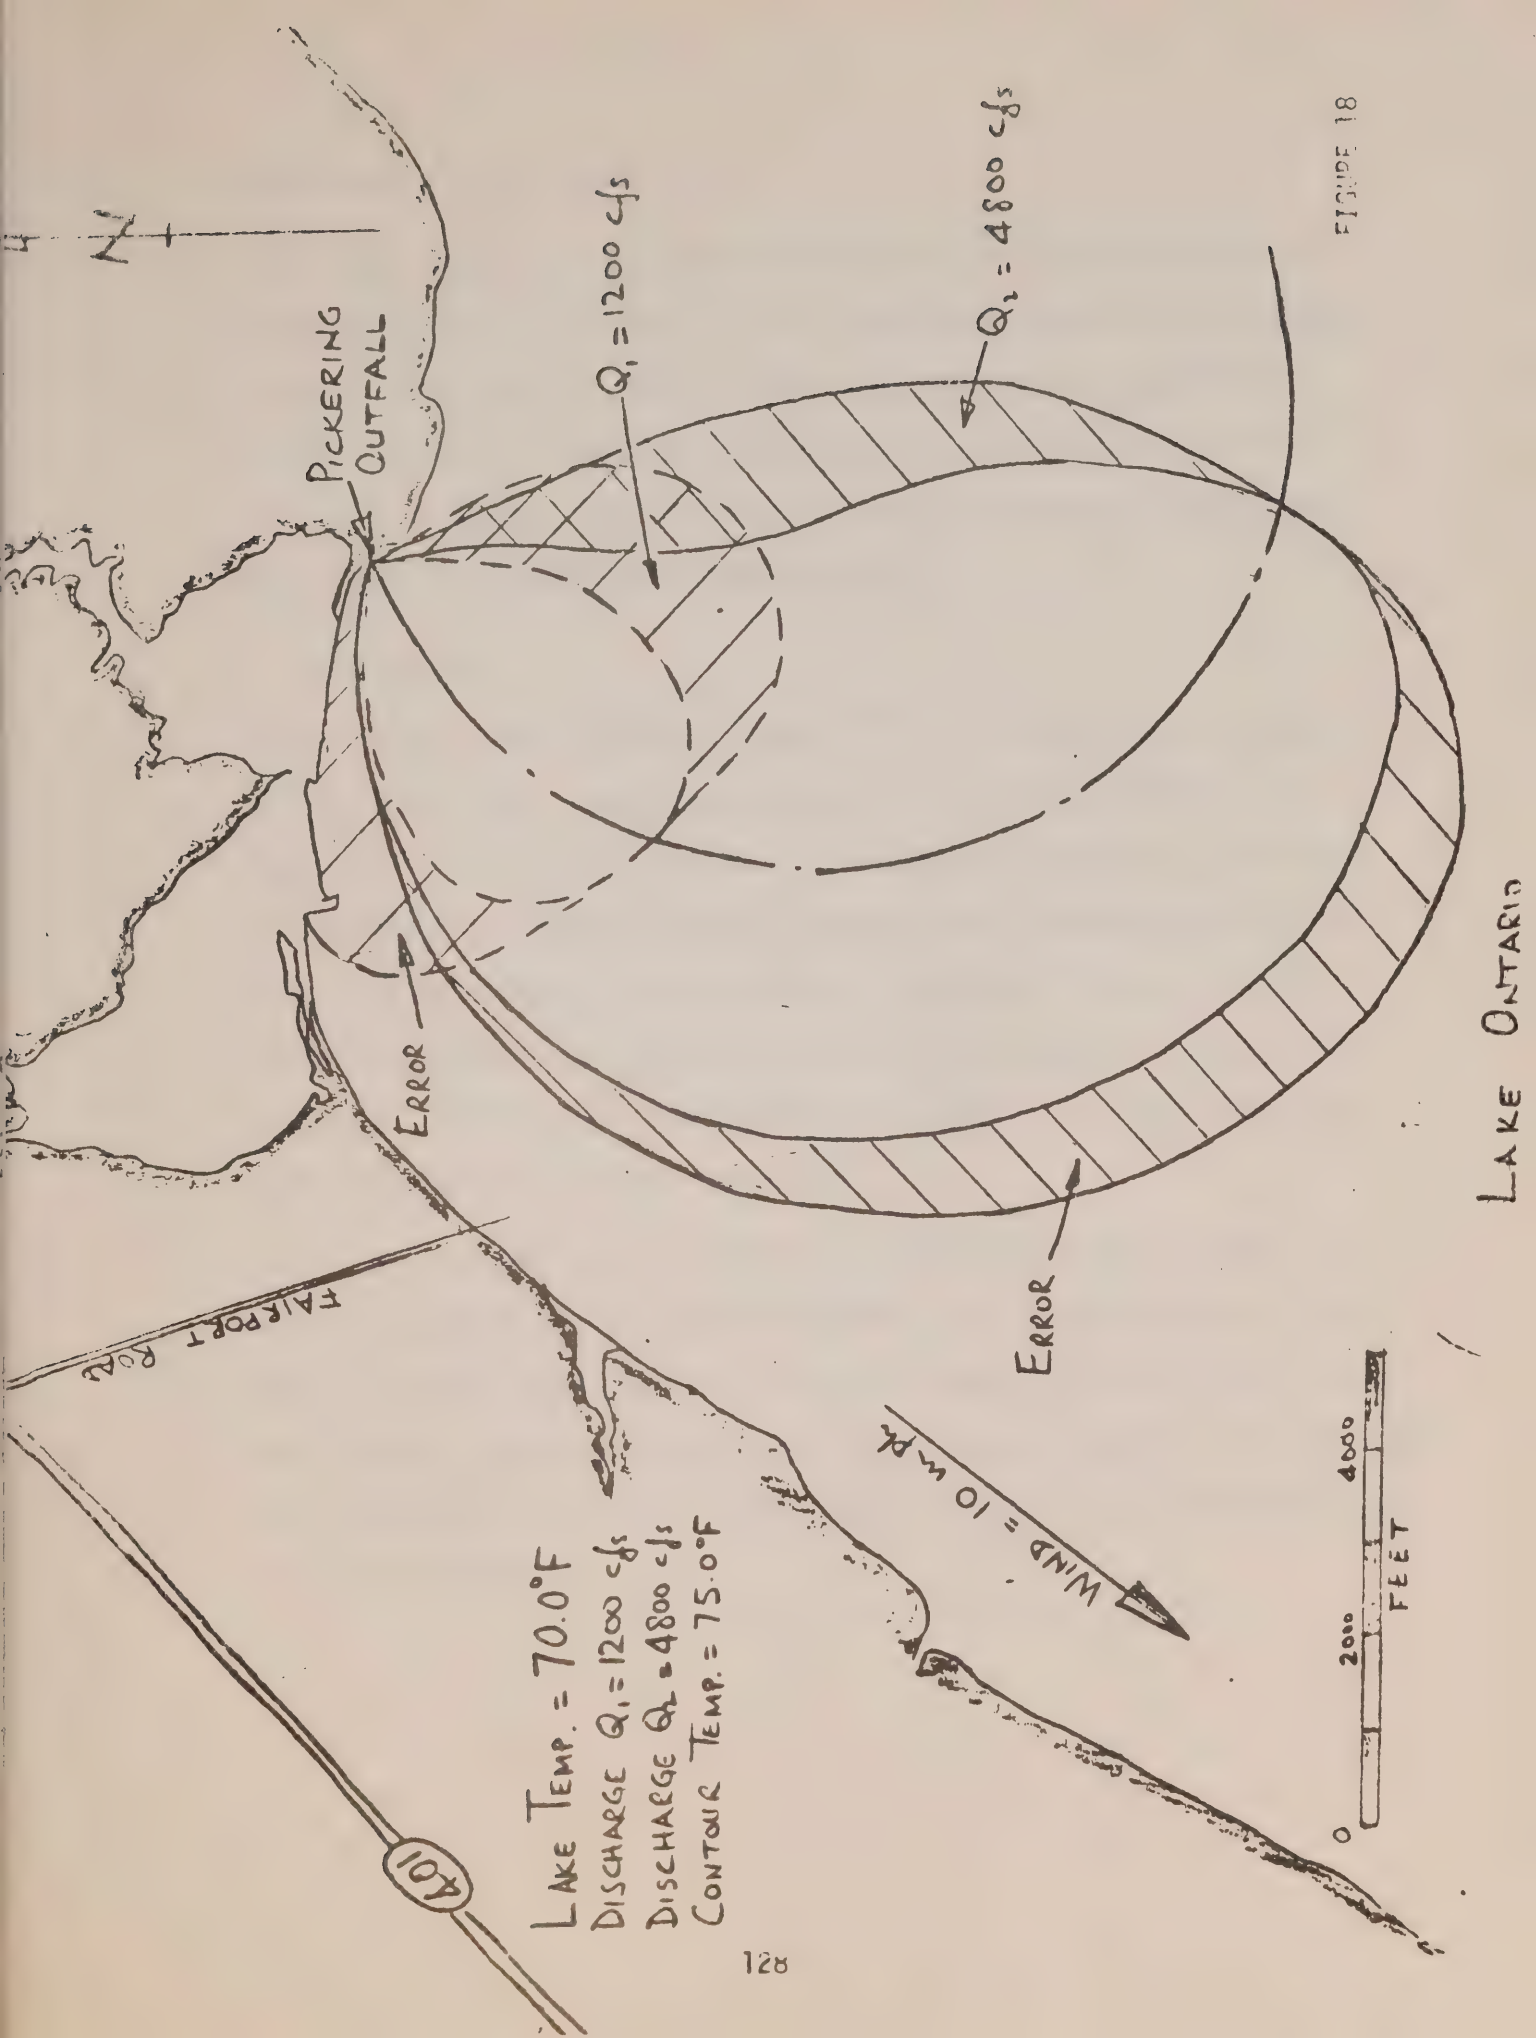 N
PICKERING
OUTFALL
Q₁ = 1200 cfs
Q₂ = 4800 cfs
ERROR
ERROR
FAIRPORT
ROAD
401
LAKE TEMP. = 70.0°F
DISCHARGE Q₁ = 1200 cfs
DISCHARGE Q₂ = 4800 cfs
CONTOUR TEMP. = 75.0°F
WIND = 10 mph
0 2000 4000
FEET
LAKE ONTARIO
FIGURE 18
128